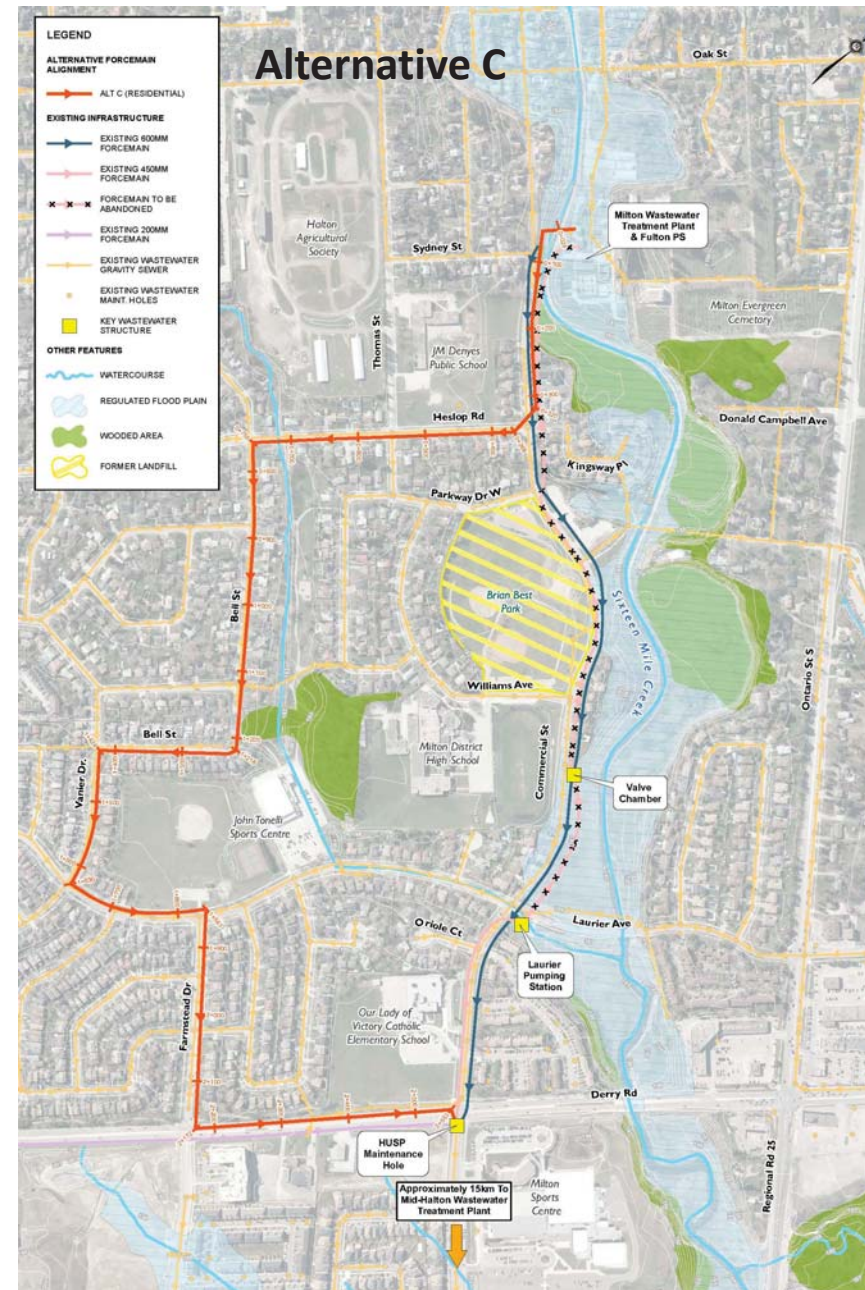 Alternative C
LEGEND
ALTERNATIVE FORCEMAIN
ALIGNMENT
ALT C (RESIDENTIAL)
EXISTING INFRASTRUCTURE
EXISTING 600MM
FORCEMAIN
EXISTING 450MM
FORCEMAIN
FORCEMAIN TO BE
ABANDONED
EXISTING 200MM
FORCEMAIN
EXISTING WASTEWATER
GRAVITY SEWER
EXISTING WASTEWATER
MAINT. HOLES
KEY WASTEWATER
STRUCTURE
OTHER FEATURES
WATERCOURSE
REGULATED FLOOD PLAIN
WOODED AREA
FORMER LANDFILL
Oak St
Milton Wastewater
Treatment Plant
& Fulton PS
Halton
Agricultural
Society
Sydney St
Milton Evergreen
Cemetery
Thomas St
JM Denyes
Public School
Heslop Rd
Donald Campbell Ave
Kingsway Pl
Parkway Dr W
Brian Best
Park
Sixteen Mile Creek
Bell St
Williams Ave
Ontario St S
Bell St
Milton District
High School
Commercial St
Vanier Dr.
Valve
Chamber
John Tonelli
Sports Centre
Oriole Ct
Laurier Ave
Laurier
Pumping
Station
Farmstead Dr
Our Lady of
Victory Catholic
Elementary School
Derry Rd
HUSP
Maintenance
Hole
Regional Rd 25
Approximately 15km To
Mid-Halton Wastewater
Treatment Plant
Milton
Sports
Centre